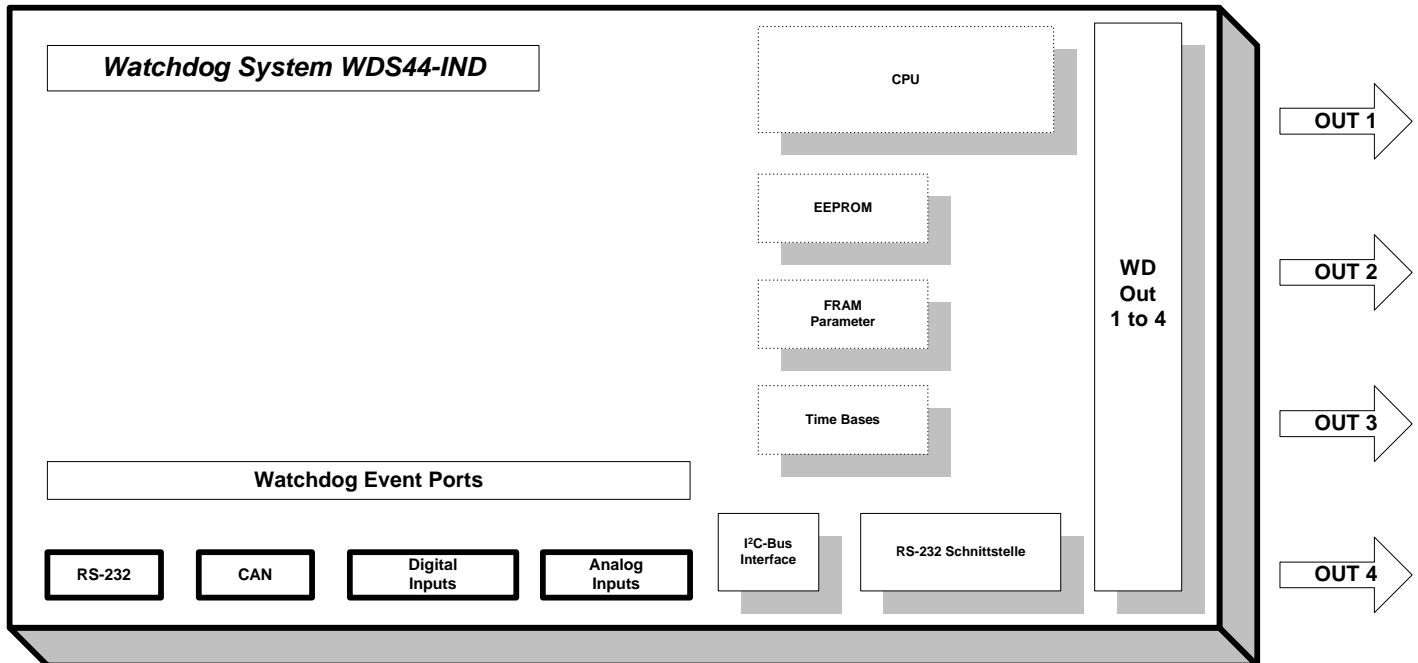 Watchdog System WDS44-IND
CPU
OUT 1
EEPROM
WD
Out
1 to 4
OUT 2
FRAM
Parameter
Time Bases
OUT 3
Watchdog Event Ports
RS-232
CAN
Digital
Inputs
Analog
Inputs
I²C-Bus
Interface
RS-232 Schnittstelle
OUT 4